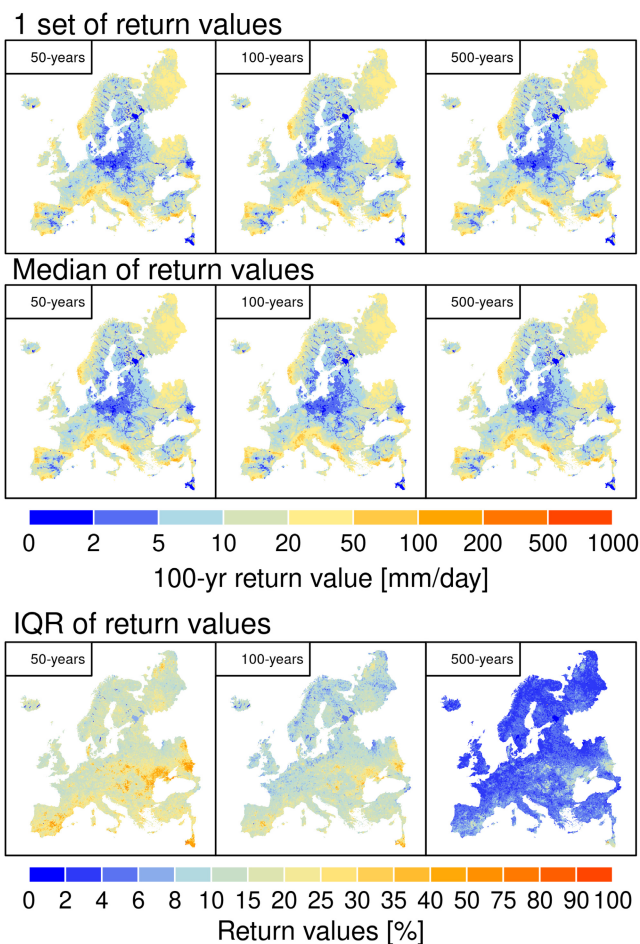 1 set of return values
50-years 100-years 500-years
Median of return values
50-years 100-years 500-years
0 2 5 10 20 50 100 200 500 1000
100-yr return value [mm/day]
IQR of return values
50-years 100-years 500-years
0 2 4 6 8 10 15 20 25 30 35 40 50 75 80 90 100
Return values [%]